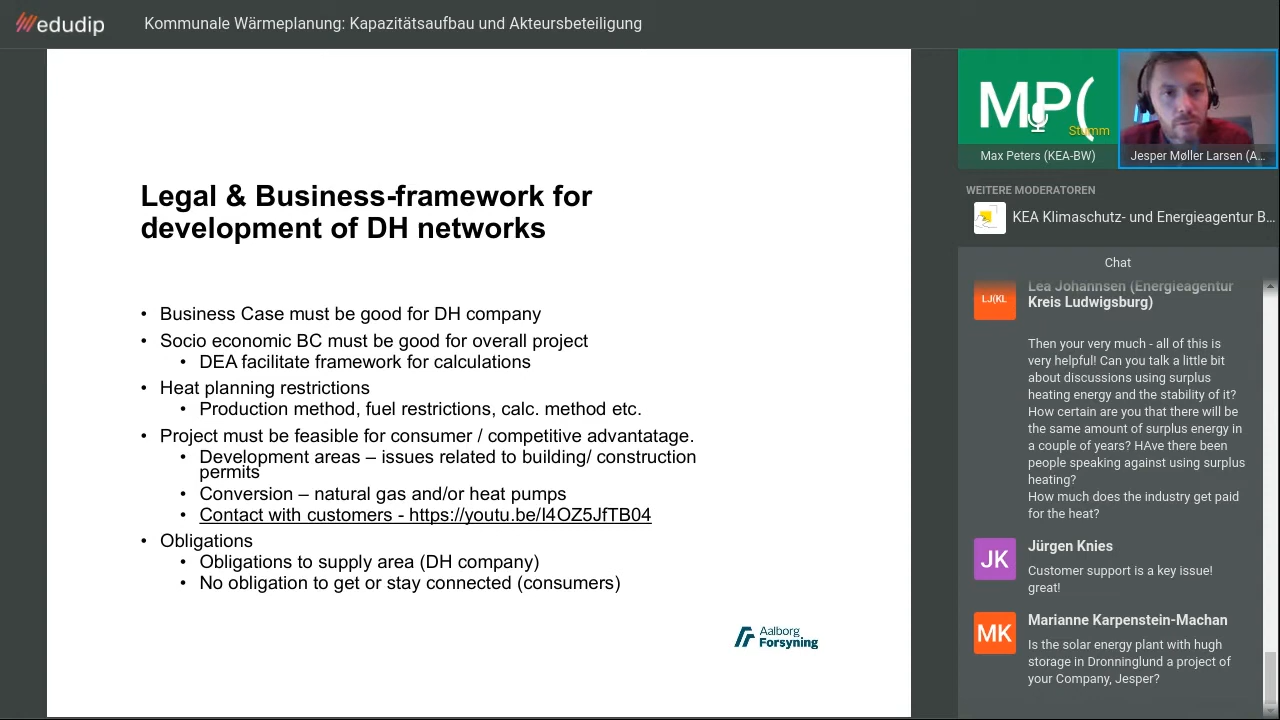 edudip
Kommunale Wärmeplanung: Kapazitätsaufbau und Akteursbeteiligung
Legal & Business-framework for
development of DH networks
• Business Case must be good for DH company
• Socio economic BC must be good for overall project
• DEA facilitate framework for calculations
• Heat planning restrictions
• Production method, fuel restrictions, calc. method etc.
• Project must be feasible for consumer / competitive advantatage.
• Development areas – issues related to building/ construction
permits
• Conversion – natural gas and/or heat pumps
• Contact with customers - https://youtu.be/I4OZ5JfTB04
• Obligations
• Obligations to supply area (DH company)
• No obligation to get or stay connected (consumers)
Aalborg
Forsyning
MP(
Stumm
Max Peters (KEA-BW)
Jesper Møller Larsen (A...
WEITERE MODERATOREN
KEA Klimaschutz- und Energieagentur B...
Chat
LJ(KL
Lea Johannsen (Energieagentur
Kreis Ludwigsburg)
Then your very much - all of this is
very helpful! Can you talk a little bit
about discussions using surplus
heating energy and the stability of it?
How certain are you that there will be
the same amount of surplus energy in
a couple of years? HAve there been
people speaking against using surplus
heating?
How much does the industry get paid
for the heat?
JK
Jürgen Knies
Customer support is a key issue!
great!
MK
Marianne Karpenstein-Machan
Is the solar energy plant with hugh
storage in Dronninglund a project of
your Company, Jesper?